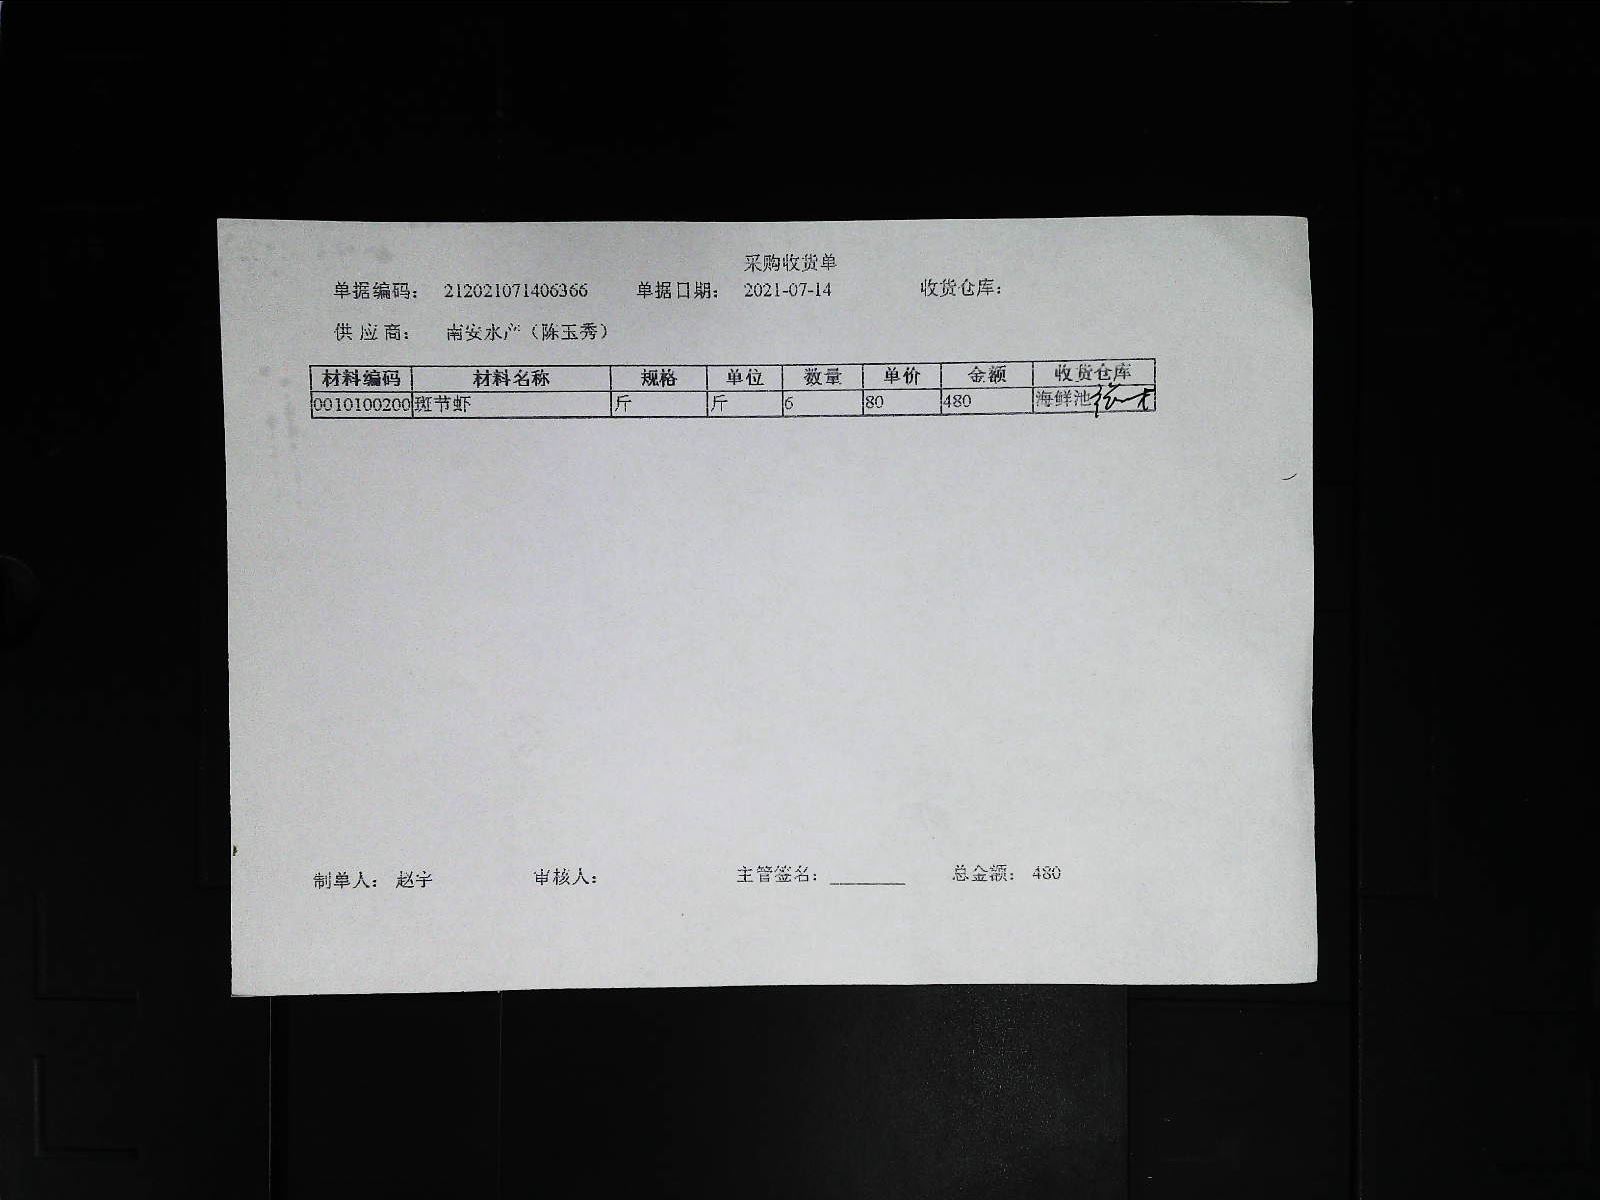 采购收货单
单据编码： 212021071406366 单据日期： 2021-07-14 收货仓库：
供 应 商： 南安水产（陈玉秀）
材料编码 材料名称 规格 单位 数量 单价 金额 收货仓库
0010100200 斑节虾 斤 斤 6 80 480 海鲜池
制单人： 赵宇 审核人： 主管签名： 总金额： 480